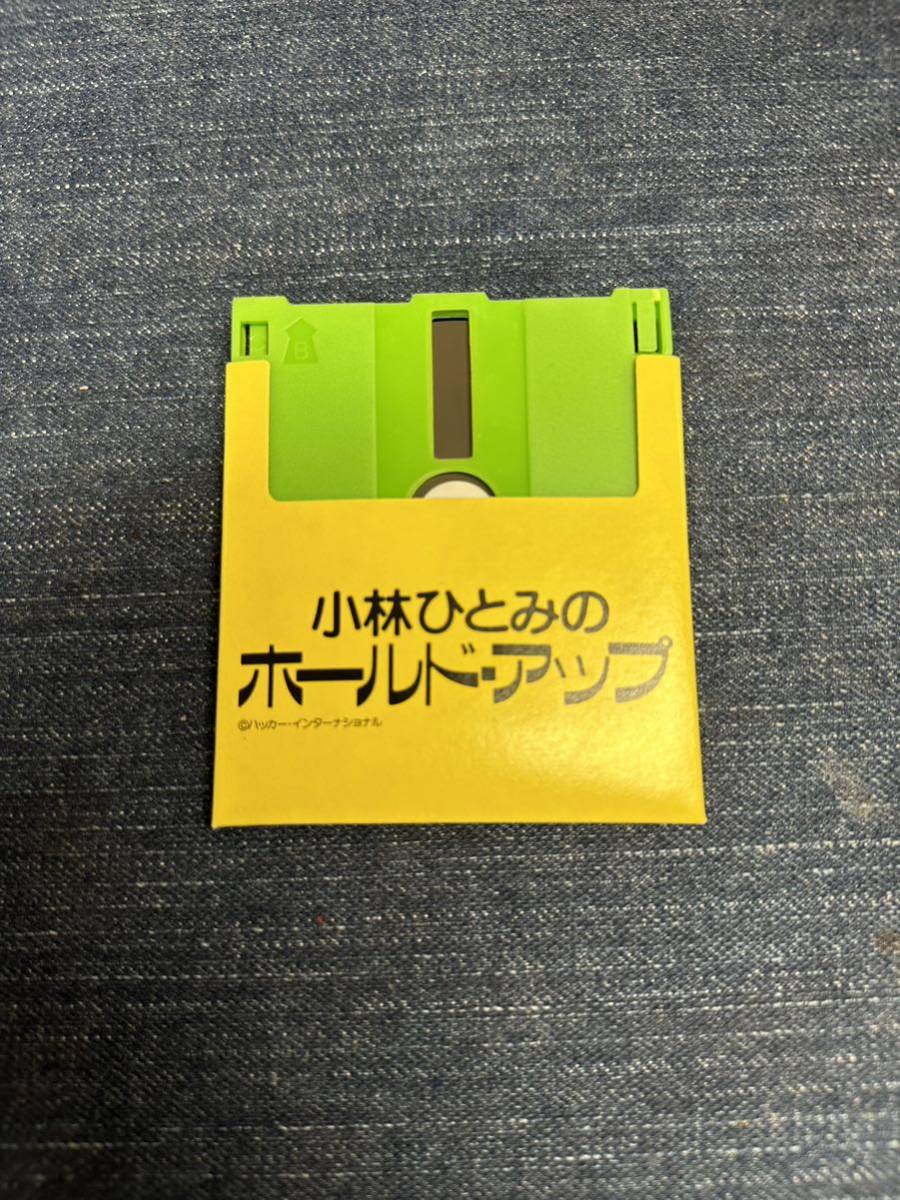 B
小林ひとみの
ホールド・アップ
©ハッカー・インターナショナル